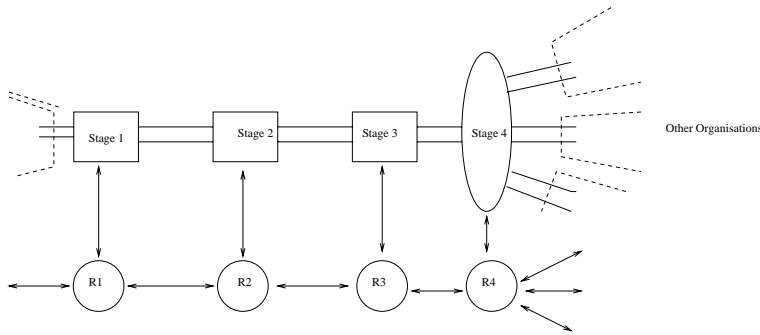 Stage 1
Stage 2
Stage 3
Stage 4
Other Organisations
R1
R2
R3
R4